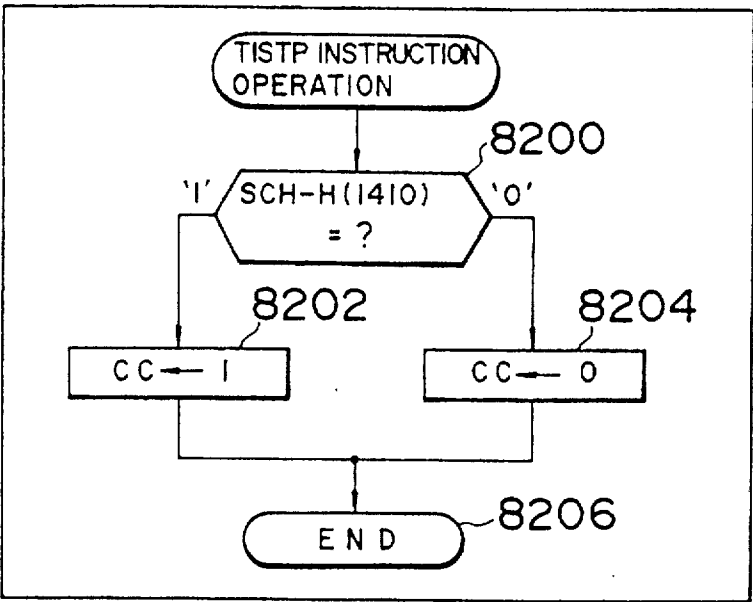 TISTP INSTRUCTION
OPERATION
8200
'1' SCH-H(1410) '0'
= ?
8202
8204
CC ← 1
CC ← 0
END
8206